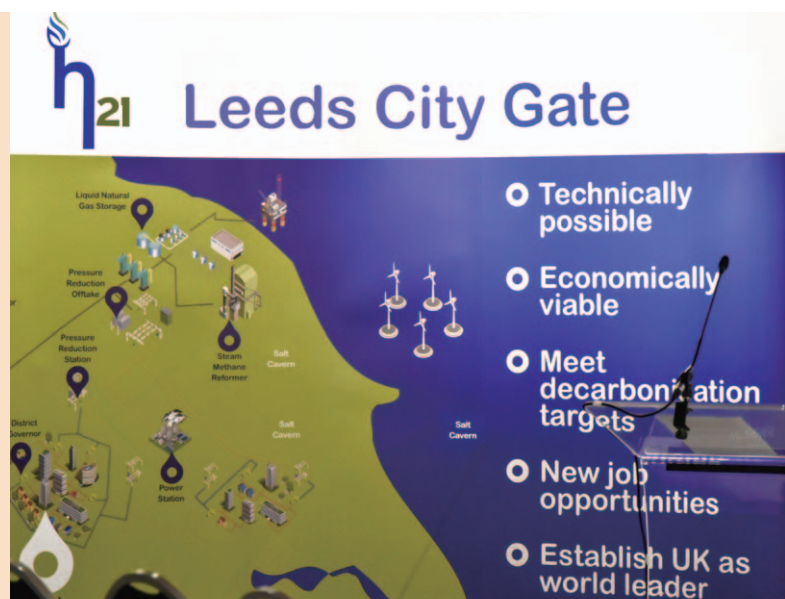 h21
Leeds City Gate
Liquid Natural
Gas Storage
Pressure
Reduction
Offtake
or
Pressure
Reduction
Station
Steam
Methane
Reformer
Salt
Cavern
District
Governor
Power
Station
Salt
Cavern
Salt
Cavern
Technically
possible
Economically
viable
Meet
decarbonization
targets
New job
opportunities
Establish UK as
world leader